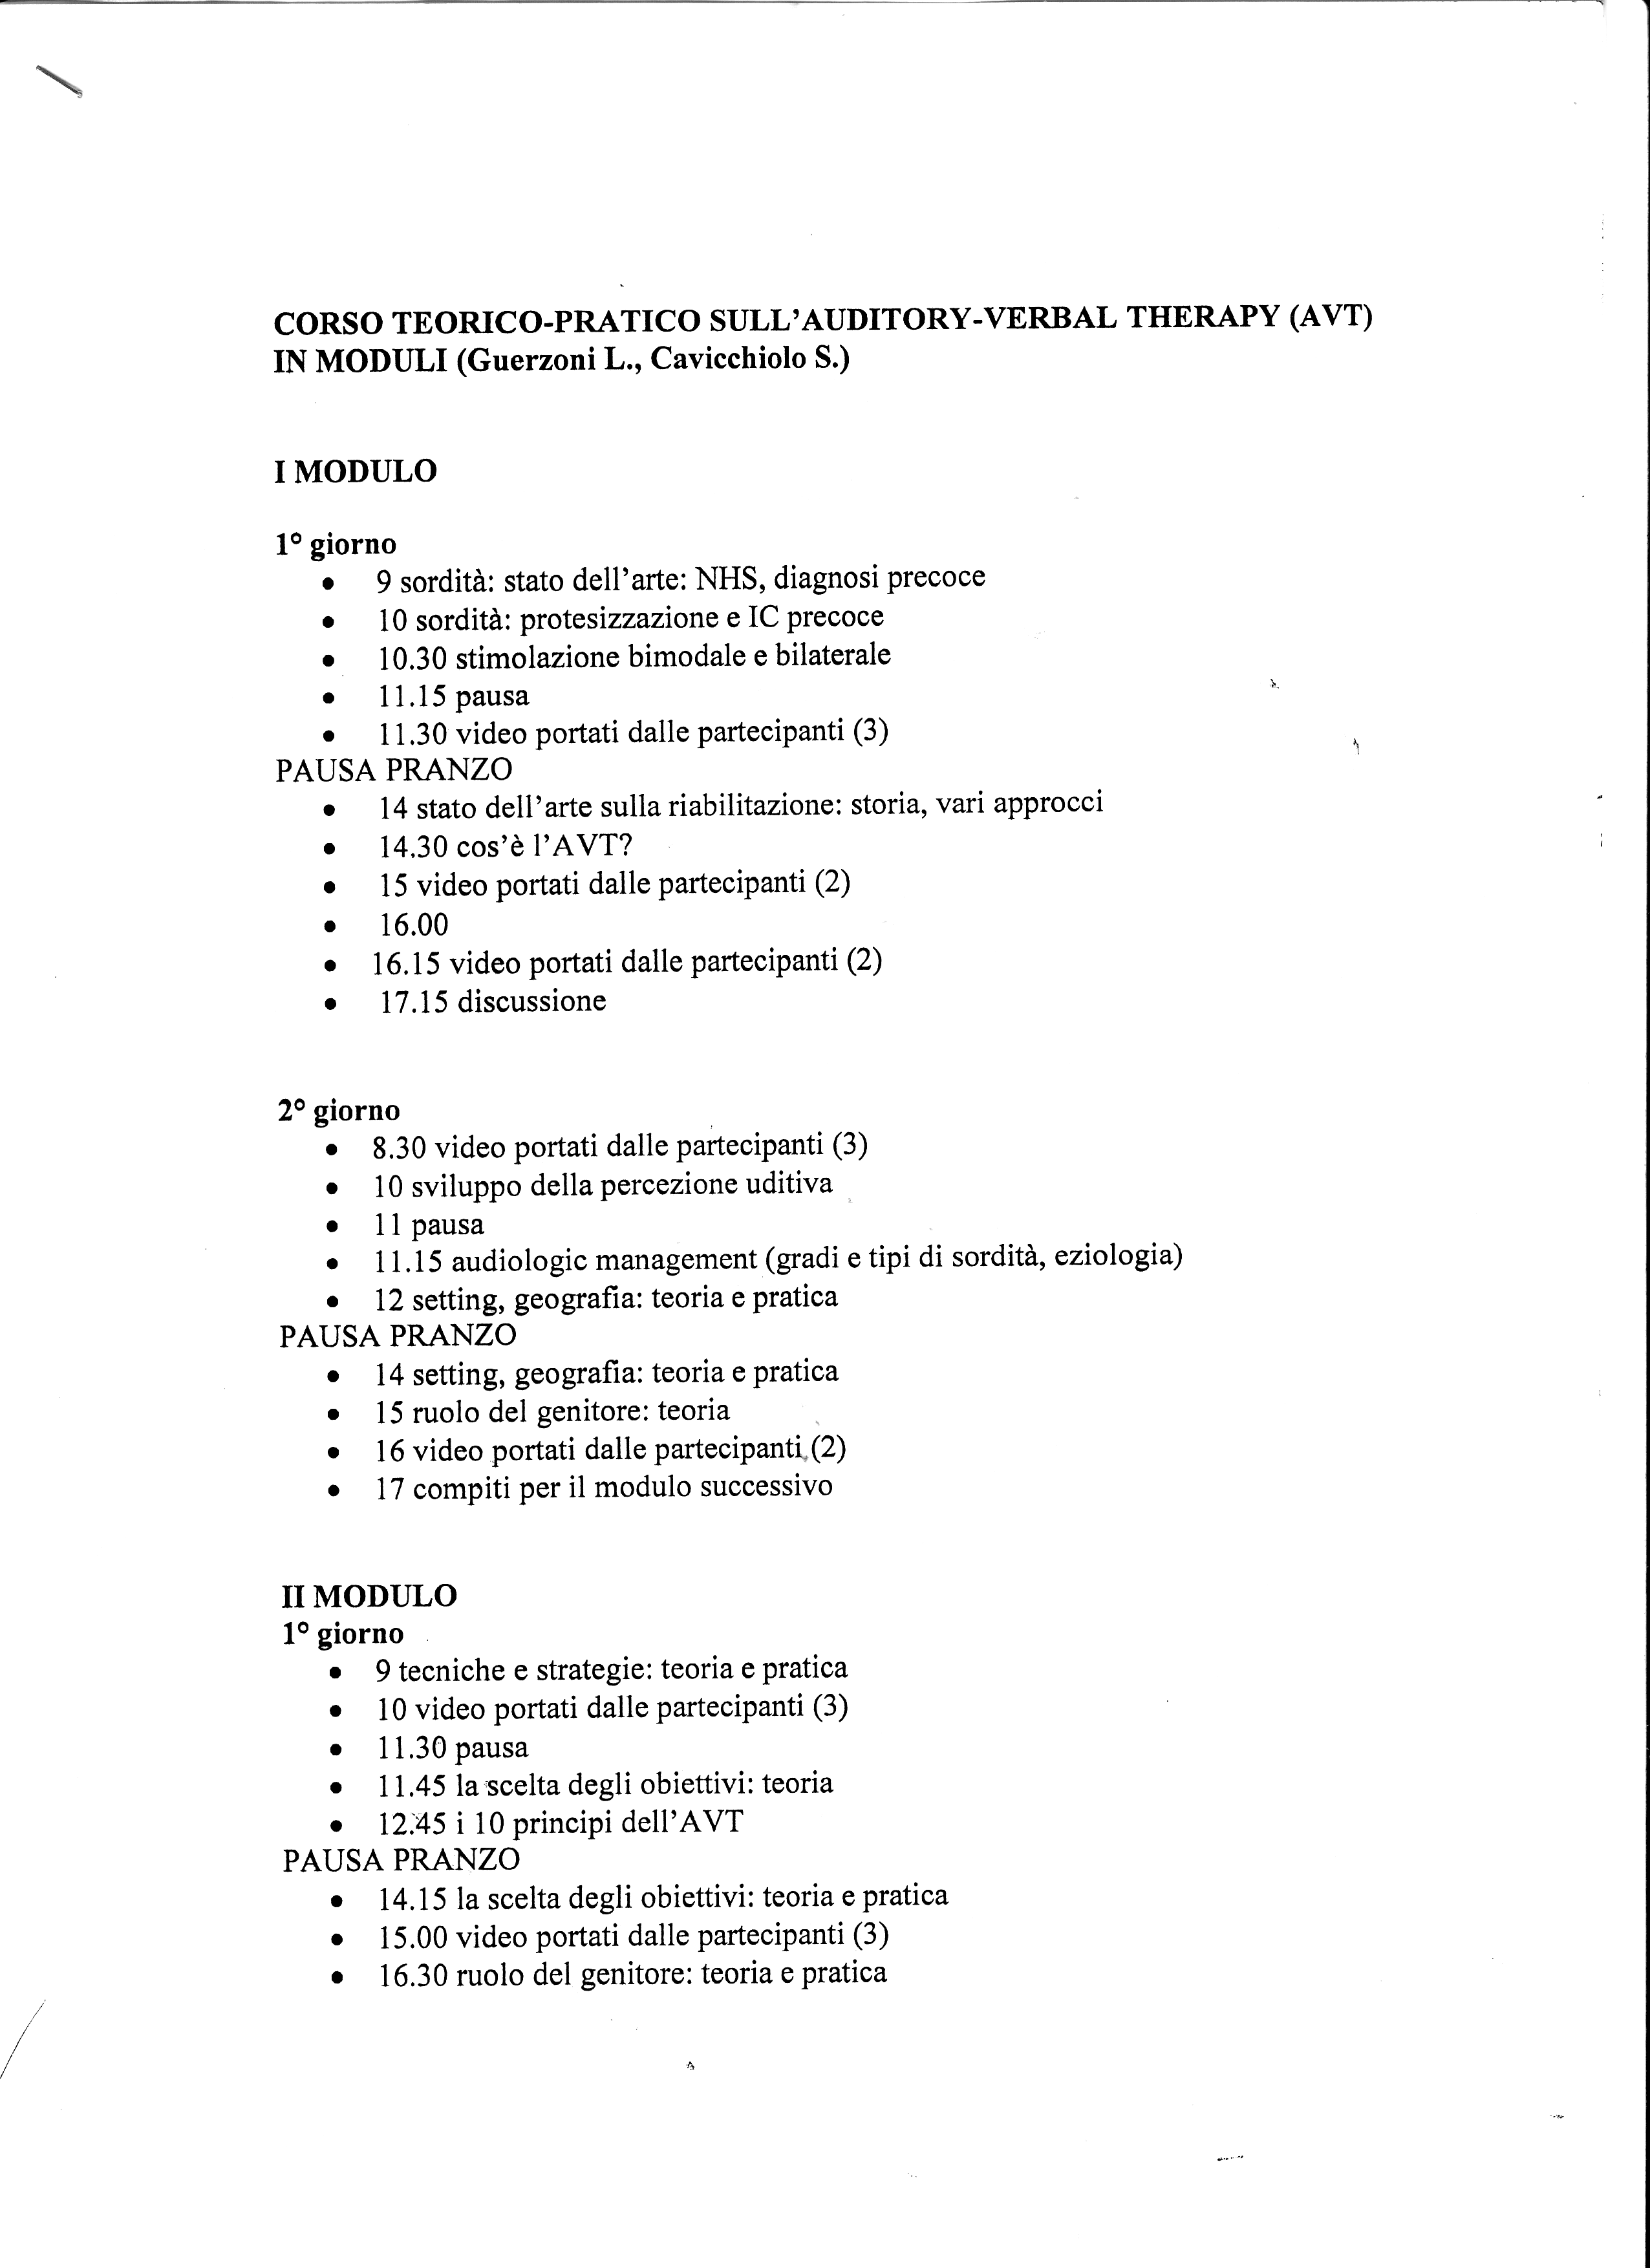 CORSO TEORICO-PRATICO SULL'AUDITORY-VERBAL THERAPY (AVT)
IN MODULI (Guerzoni L., Cavicchiolo S.)
I MODULO
1° giorno
• 9 sordità: stato dell'arte: NHS, diagnosi precoce
• 10 sordità: protesizzazione e IC precoce
• 10.30 stimolazione bimodale e bilaterale
• 11.15 pausa
• 11.30 video portati dalle partecipanti (3)
PAUSA PRANZO
• 14 stato dell'arte sulla riabilitazione: storia, vari approcci
• 14.30 cos'è l'AVT?
• 15 video portati dalle partecipanti (2)
• 16.00
• 16.15 video portati dalle partecipanti (2)
• 17.15 discussione
2° giorno
• 8.30 video portati dalle partecipanti (3)
• 10 sviluppo della percezione uditiva
• 11 pausa
• 11.15 audiologic management (gradi e tipi di sordità, eziologia)
• 12 setting, geografia: teoria e pratica
PAUSA PRANZO
• 14 setting, geografia: teoria e pratica
• 15 ruolo del genitore: teoria
• 16 video portati dalle partecipanti (2)
• 17 compiti per il modulo successivo
II MODULO
1° giorno
• 9 tecniche e strategie: teoria e pratica
• 10 video portati dalle partecipanti (3)
• 11.30 pausa
• 11.45 la scelta degli obiettivi: teoria
• 12.45 i 10 principi dell'AVT
PAUSA PRANZO
• 14.15 la scelta degli obiettivi: teoria e pratica
• 15.00 video portati dalle partecipanti (3)
• 16.30 ruolo del genitore: teoria e pratica